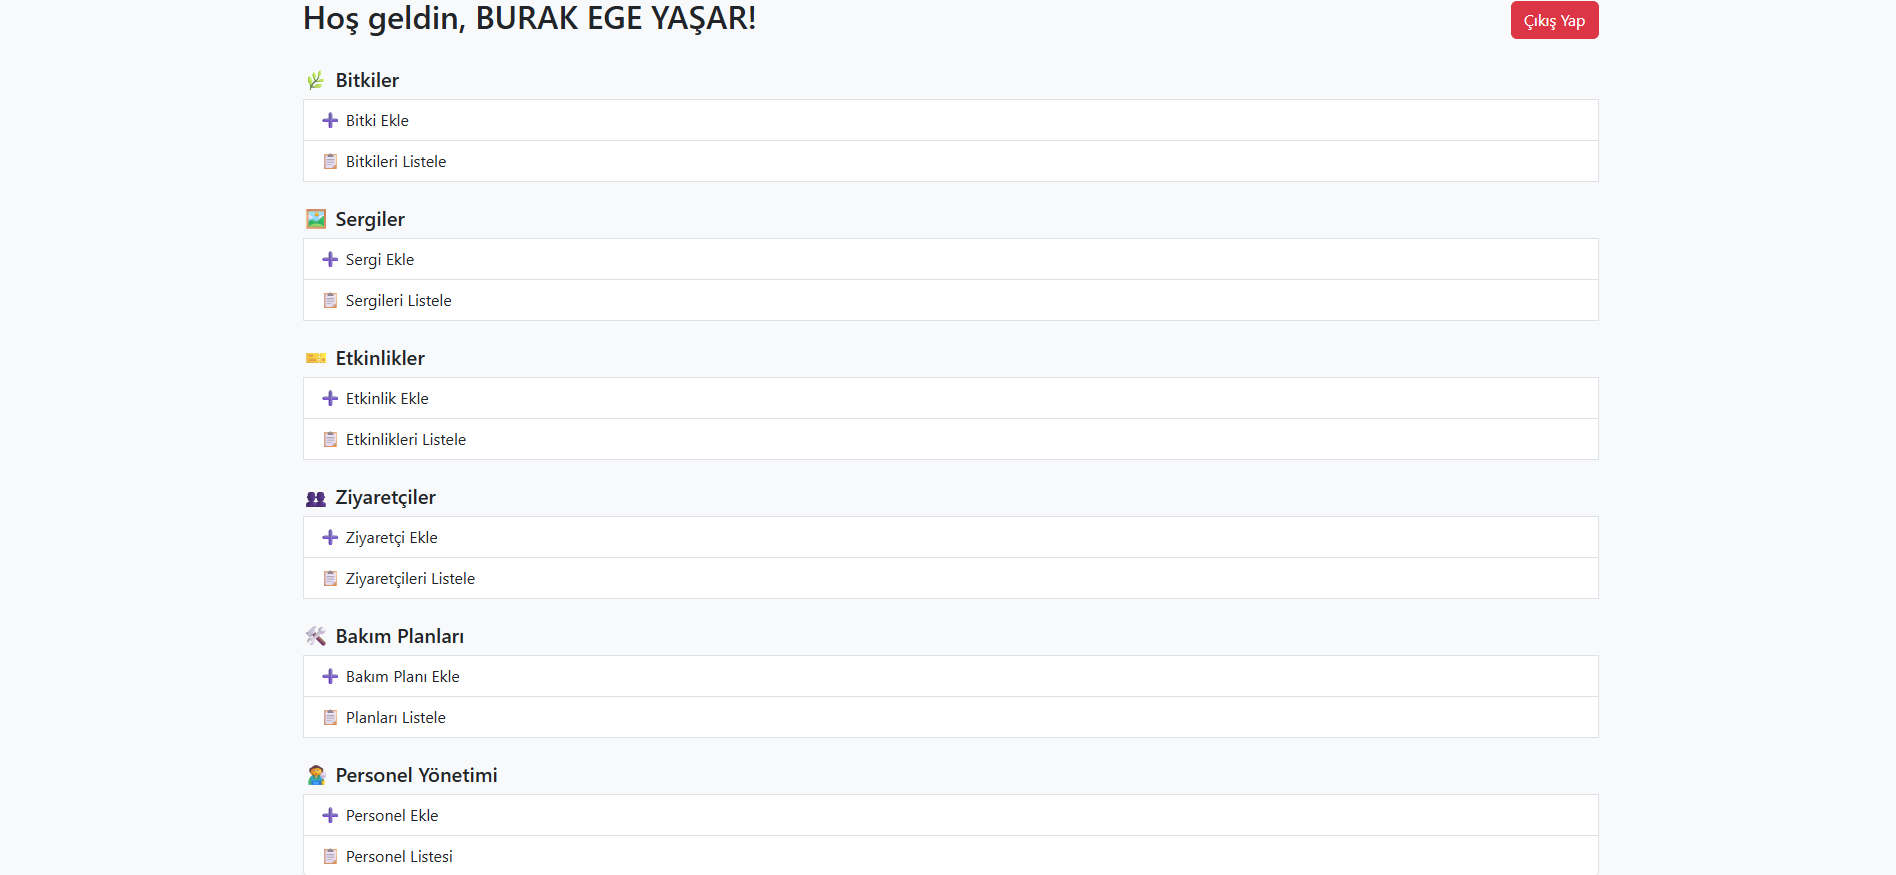 Hoş geldin, BURAK EGE YAŞAR!
Çıkış Yap
Bitkiler
Bitki Ekle
Bitkileri Listele
Sergiler
Sergi Ekle
Sergileri Listele
Etkinlikler
Etkinlik Ekle
Etkinlikleri Listele
Ziyaretçiler
Ziyaretçi Ekle
Ziyaretçileri Listele
Bakım Planları
Bakım Planı Ekle
Planları Listele
Personel Yönetimi
Personel Ekle
Personel Listesi